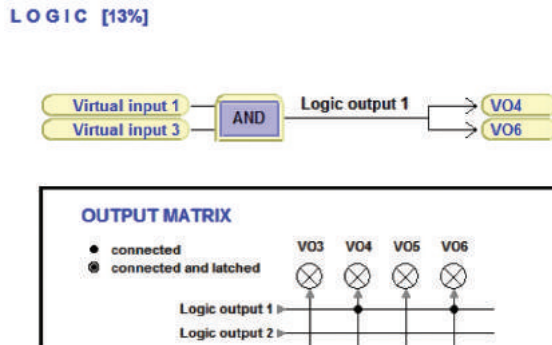 LOGIC [13%]
Virtual input 1
Virtual input 3
AND
Logic output 1
VO4
VO6
OUTPUT MATRIX
connected
connected and latched
VO3 VO4 VO5 VO6
Logic output 1
Logic output 2